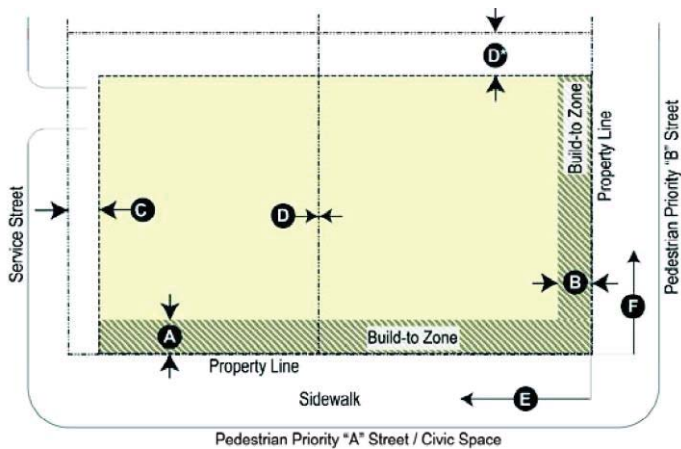 D*
Build-to Zone
Property Line
Pedestrian Priority "B" Street
Service Street
C
D
B
F
A
Build-to Zone
Property Line
Sidewalk
E
Pedestrian Priority "A" Street / Civic Space